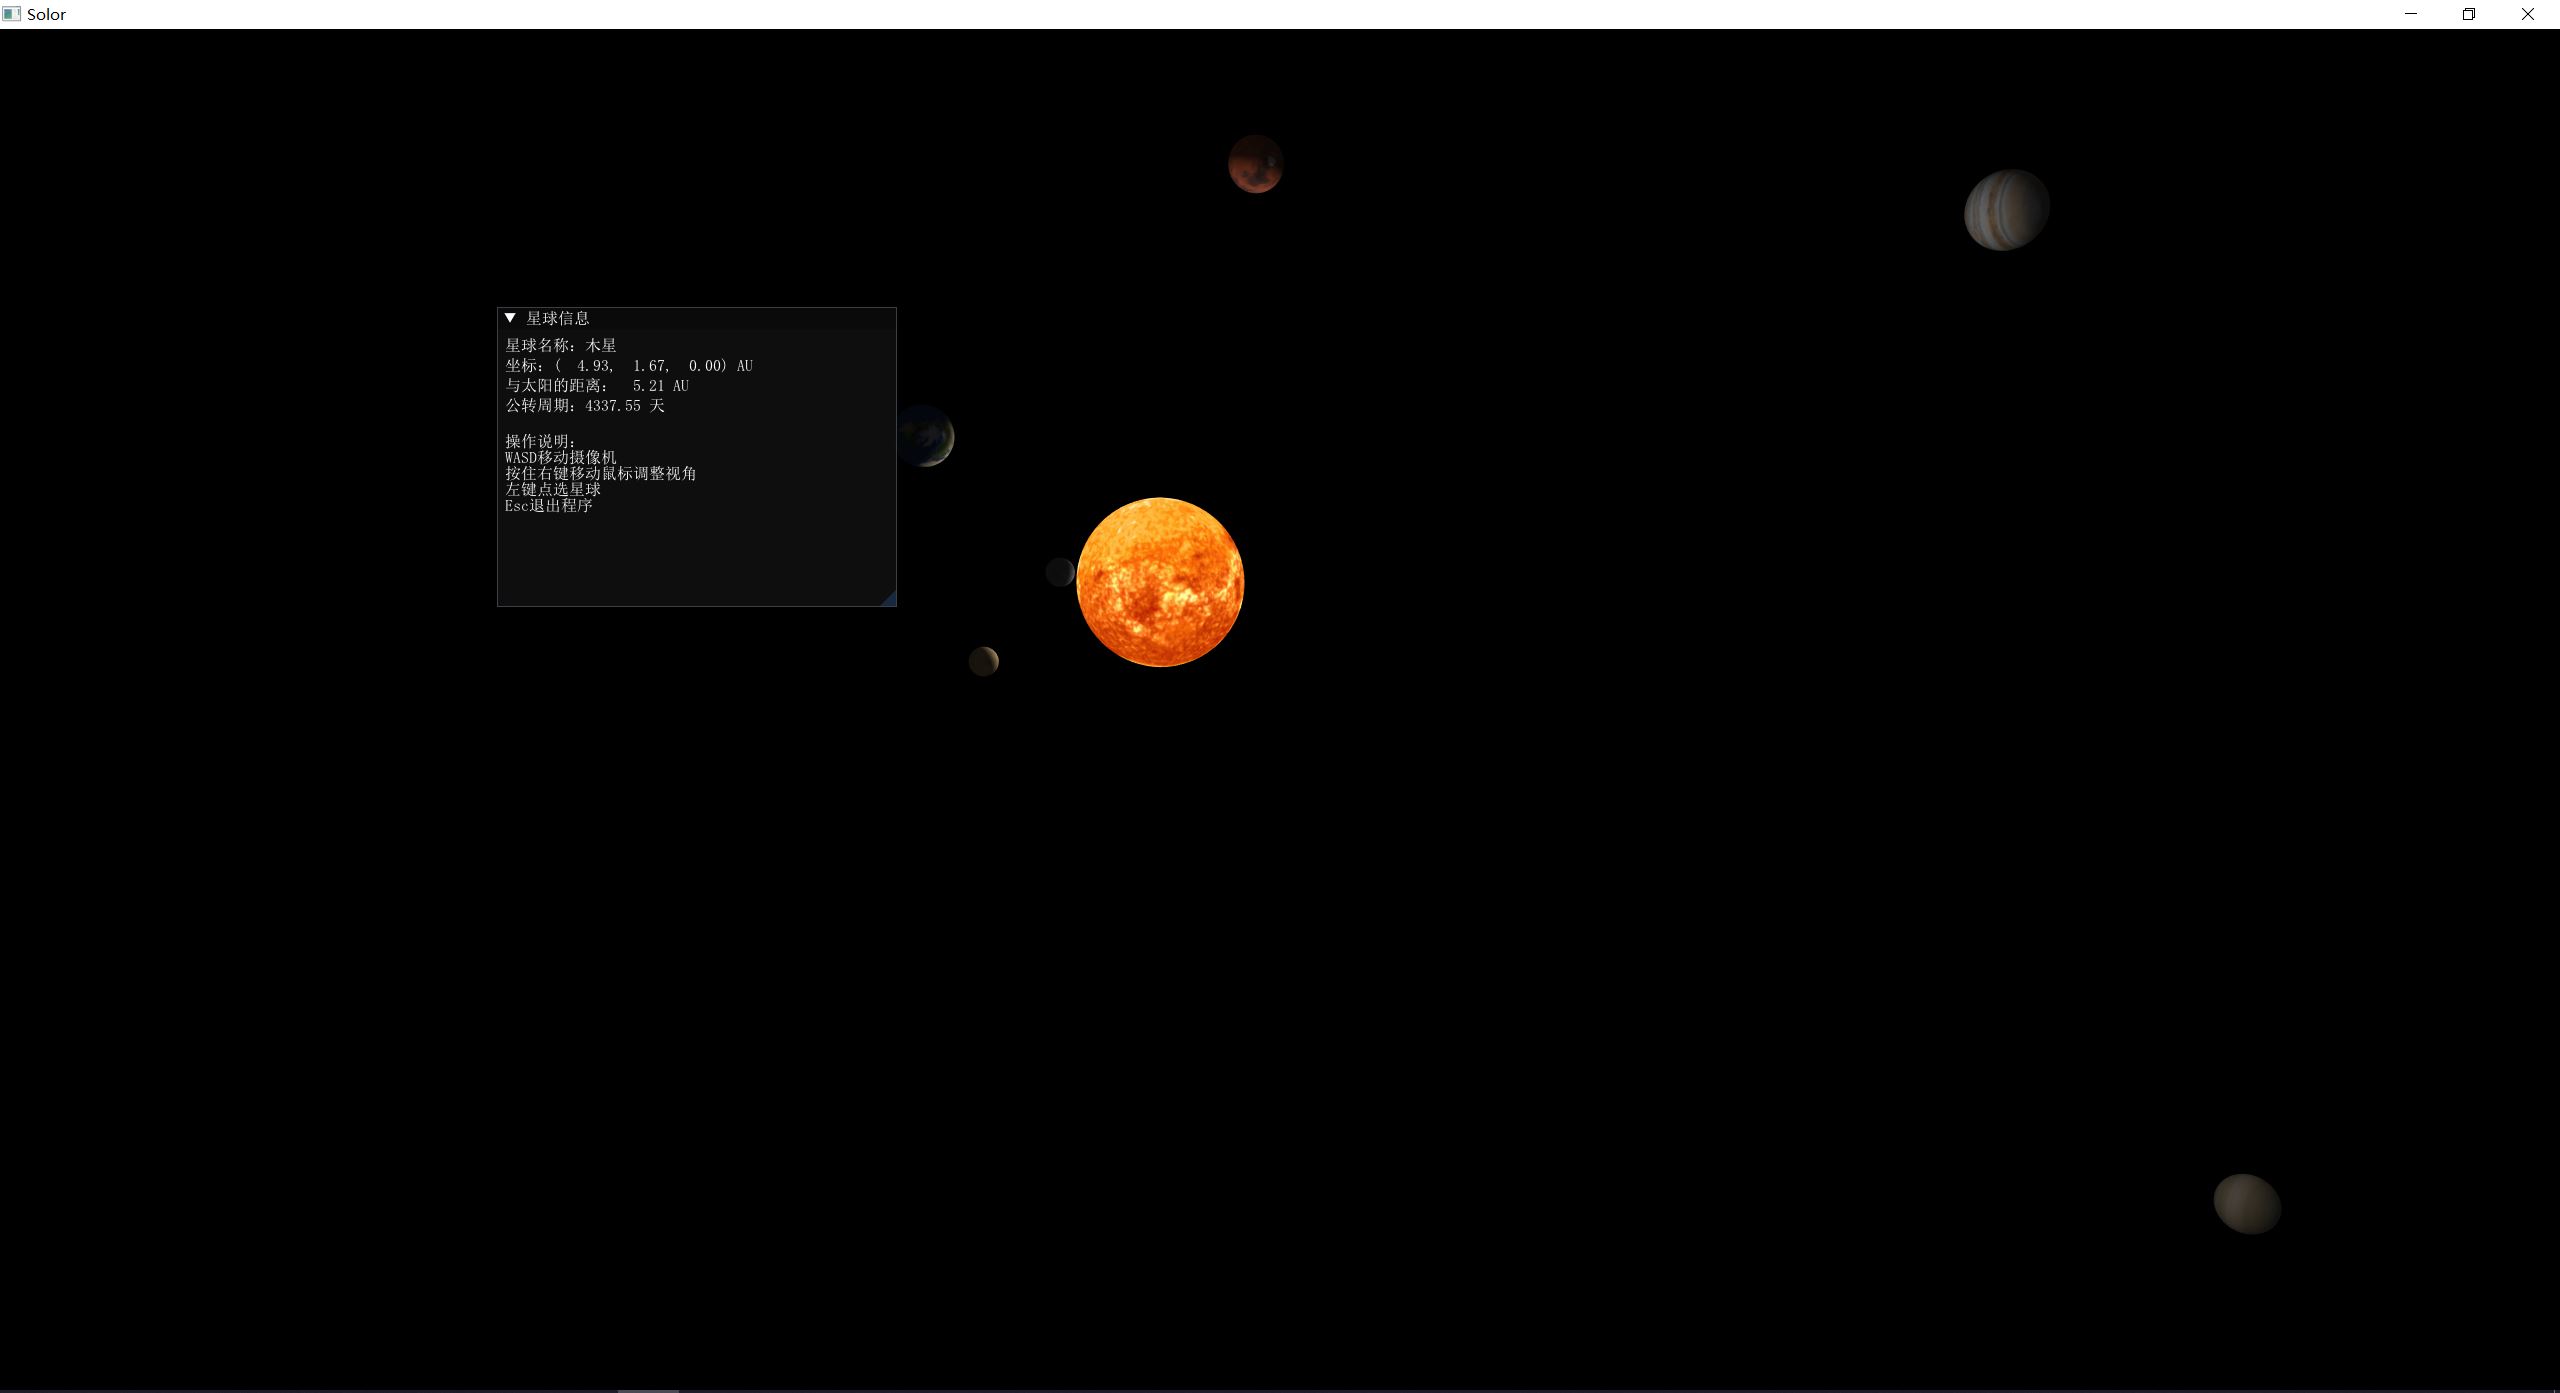 Solor
星球信息
星球名称：木星
坐标：(  4.93,  1.67,  0.00) AU
与太阳的距离：  5.21 AU
公转周期：4337.55 天
操作说明：
WASD移动摄像机
按住右键移动鼠标调整视角
左键点选星球
Esc退出程序